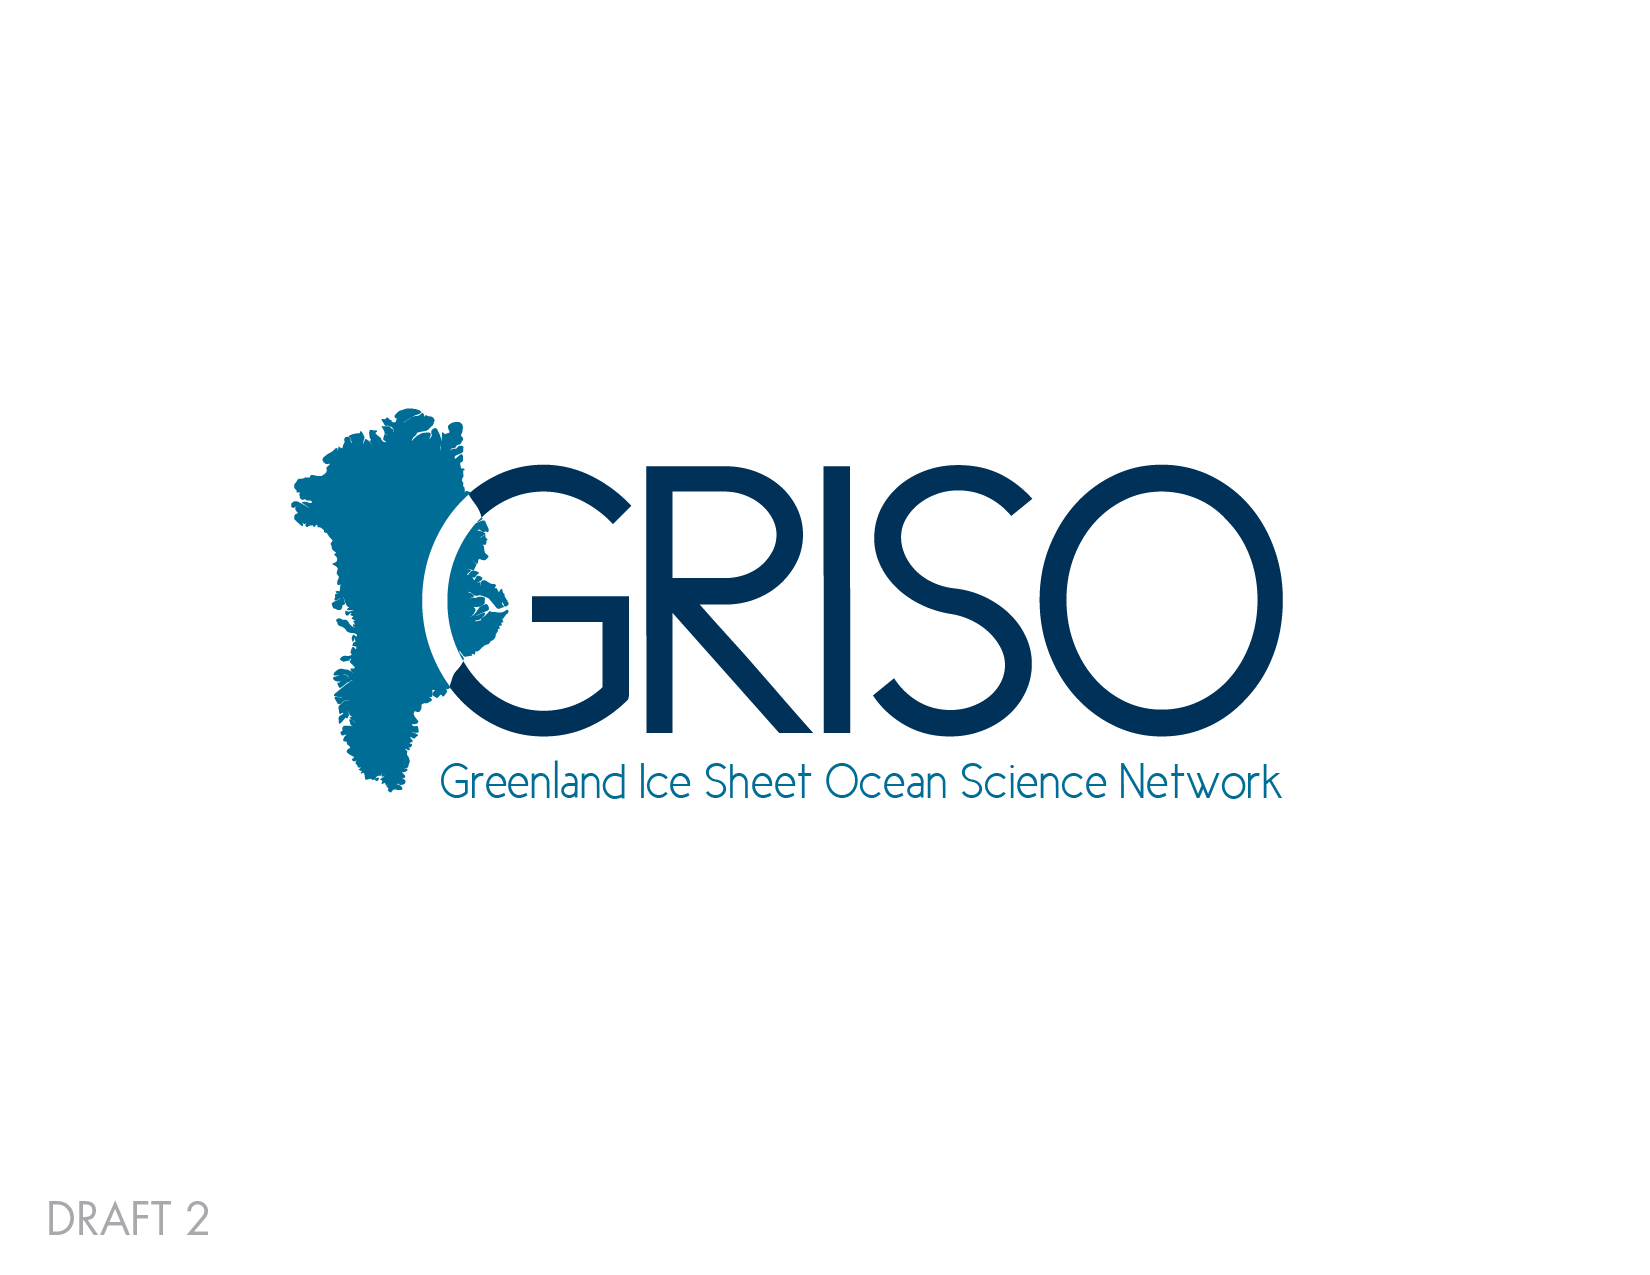 GRISO
Greenland Ice Sheet Ocean Science Network
DRAFT 2